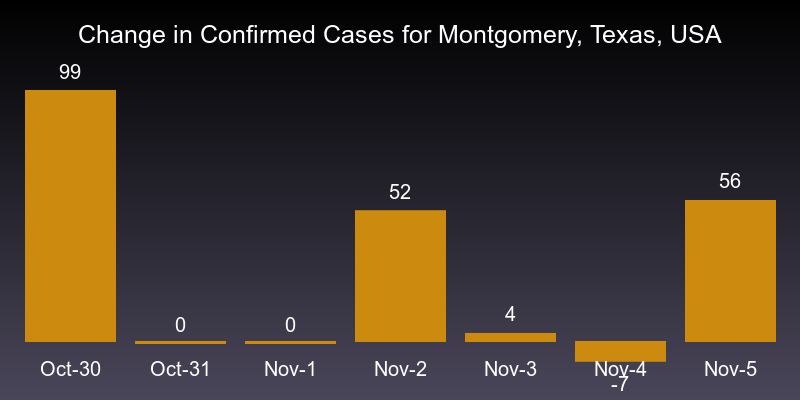 Change in Confirmed Cases for Montgomery, Texas, USA
99
0
0
52
4
56
Oct-30
Oct-31
Nov-1
Nov-2
Nov-3
Nov-4
Nov-5
-7